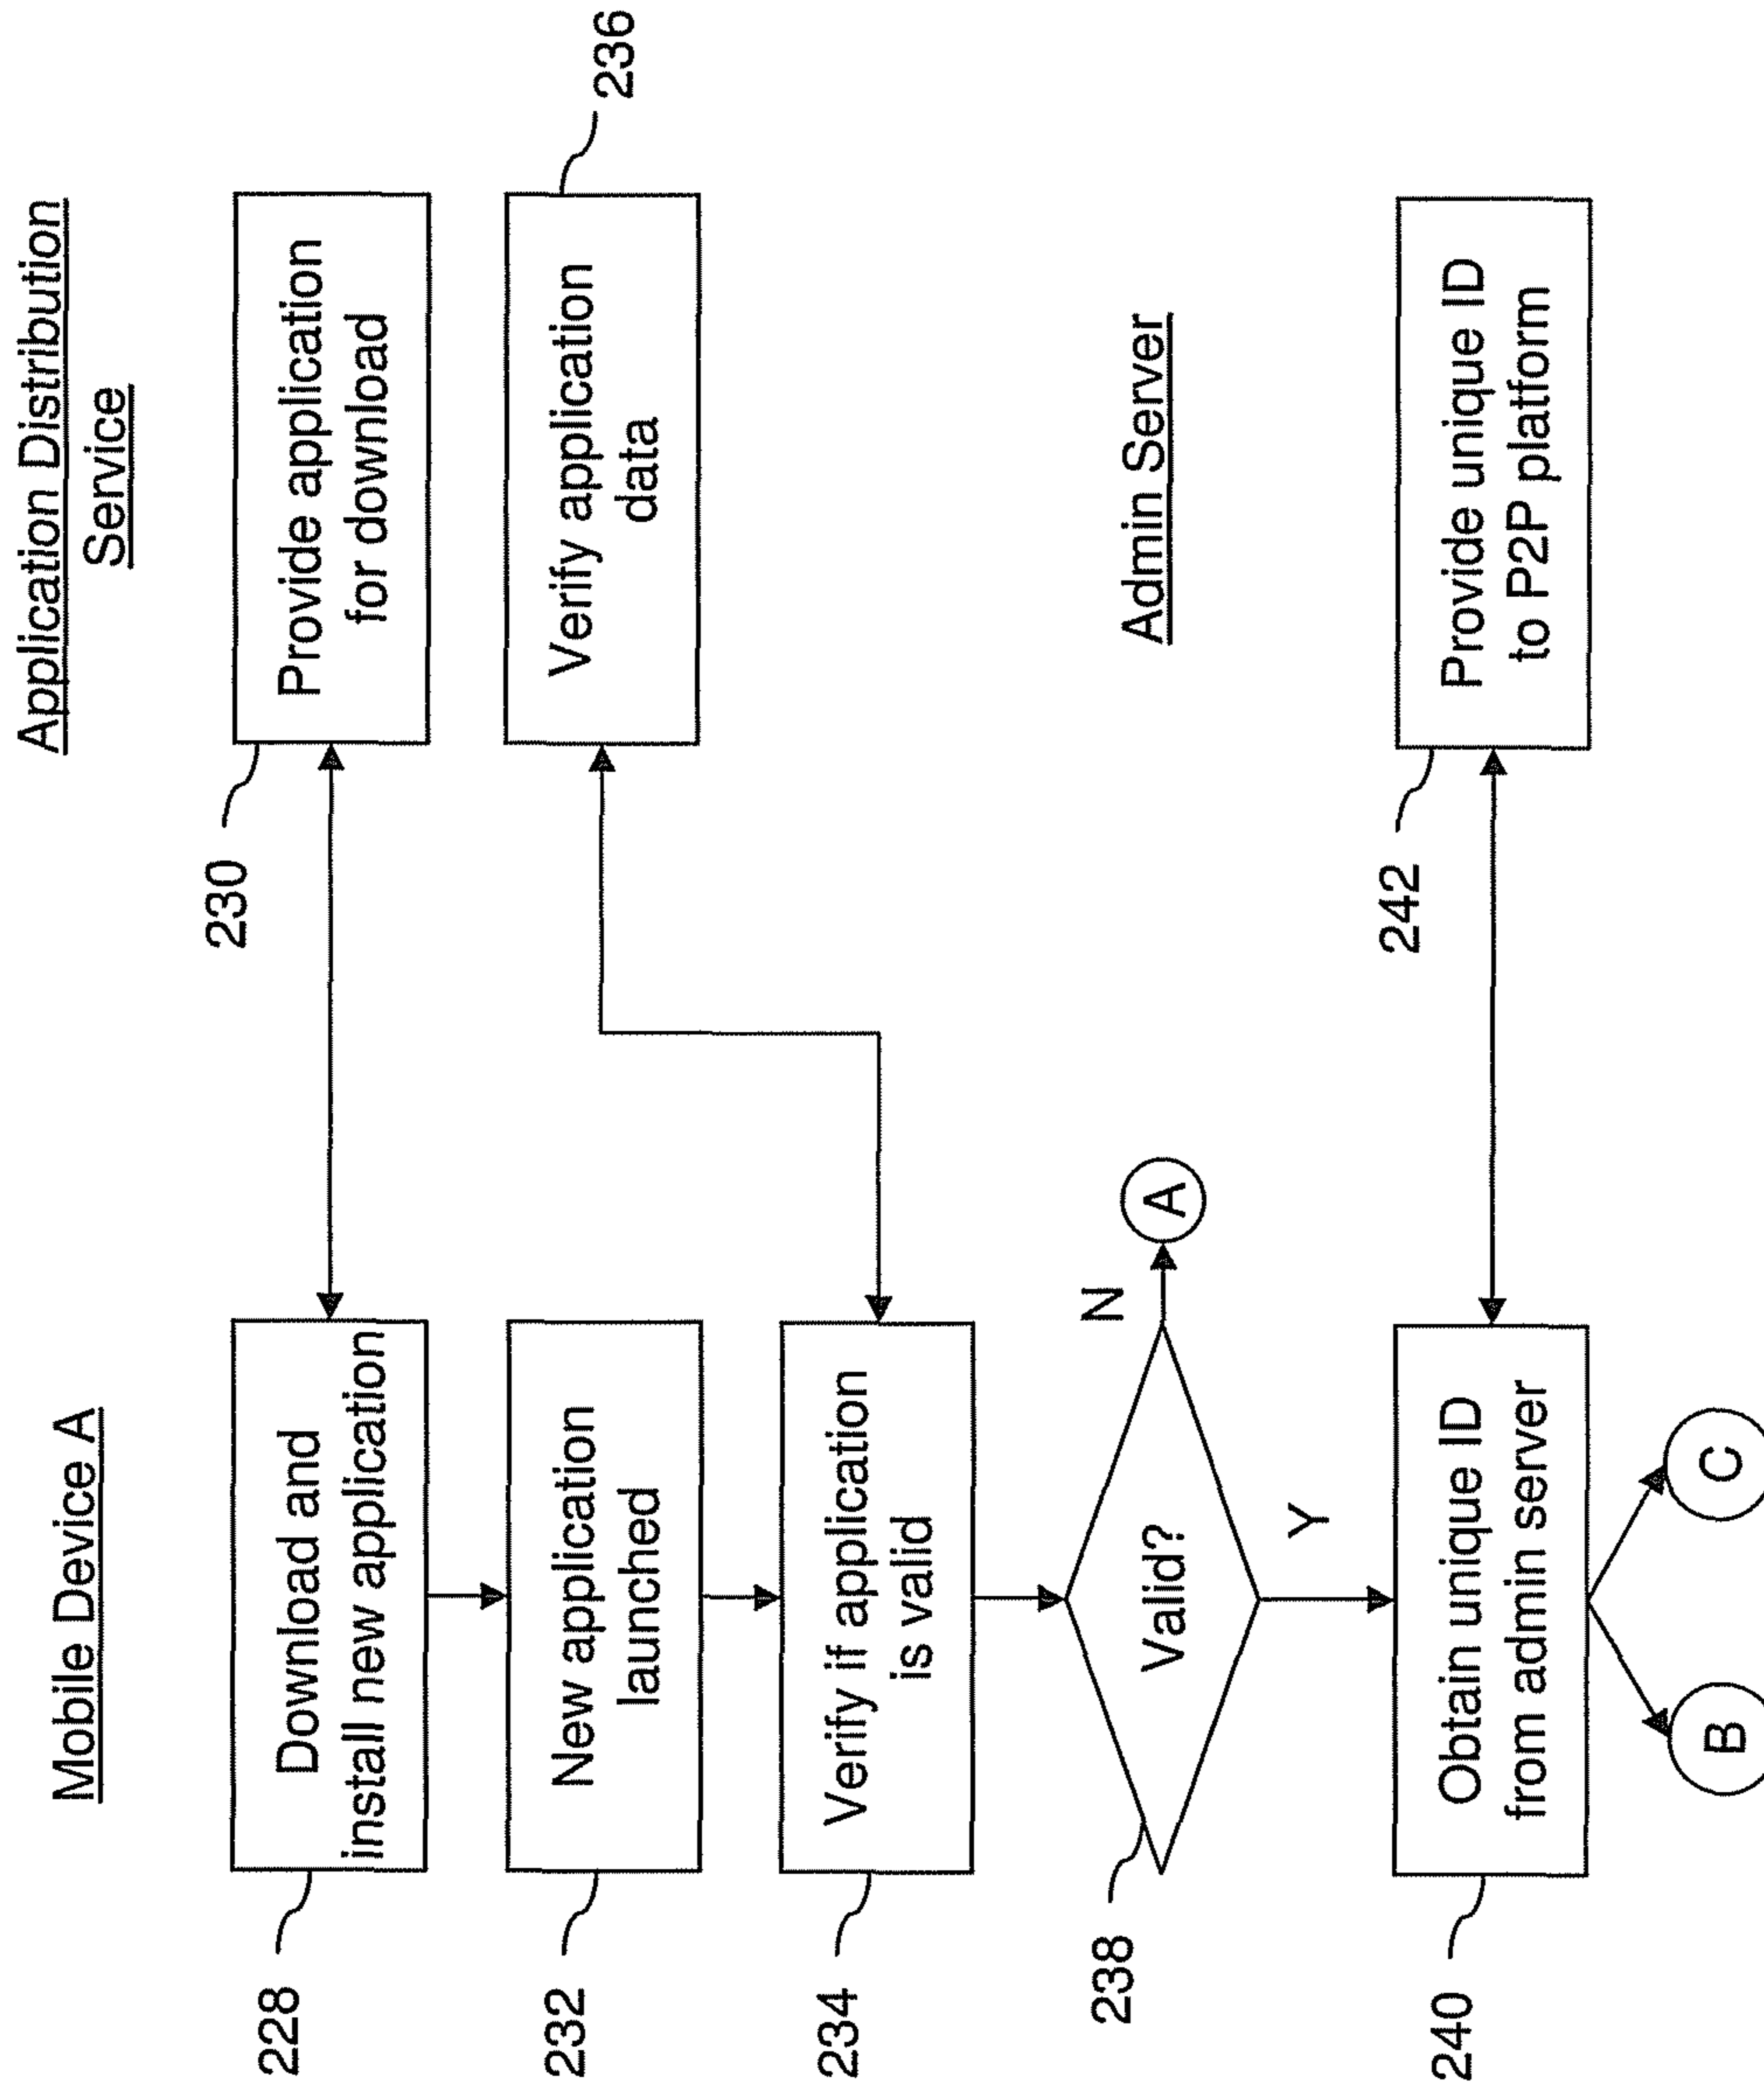 Mobile Device A
Application Distribution
Service
228
Download and
install new application
230
Provide application
for download
232
New application
launched
Verify application
data
236
234
Verify if application
is valid
238
Valid?
N
A
Y
Admin Server
240
Obtain unique ID
from admin server
242
Provide unique ID
to P2P platform
B
C